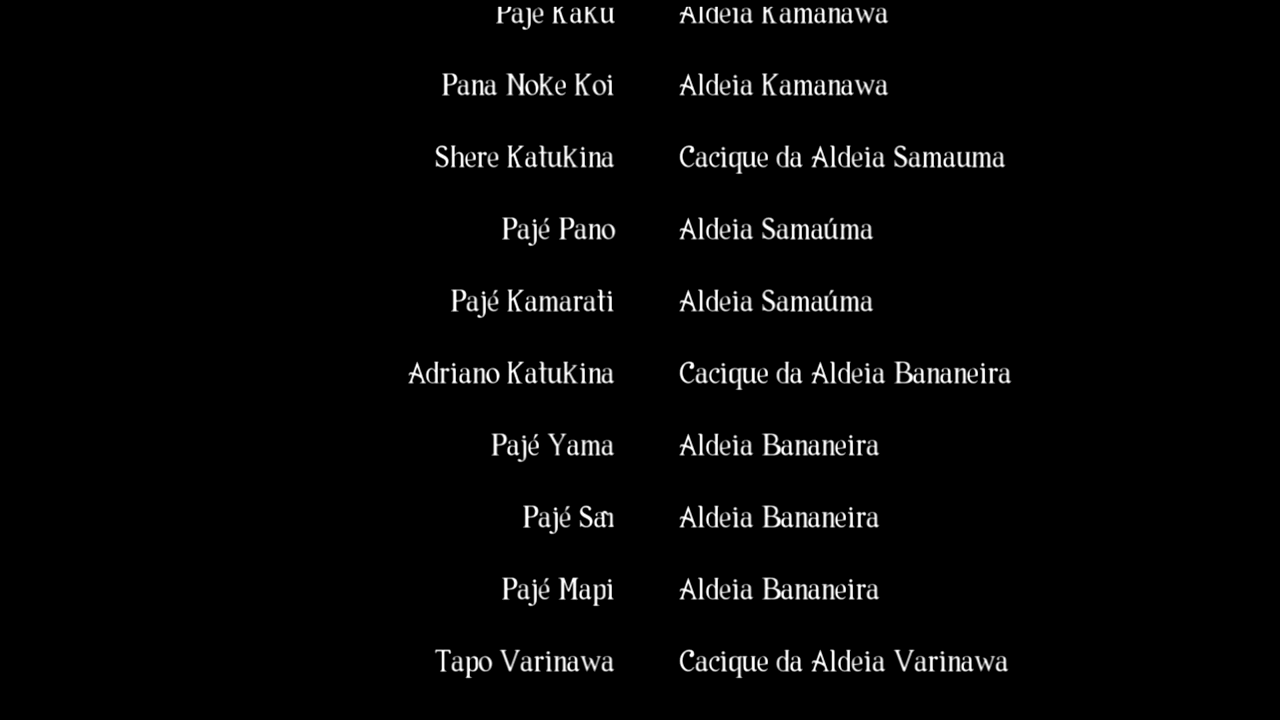 Pajé Kaku Aldeia Kamanawa
Pana Noke Koi Aldeia Kamanawa
Shere Katukina Cacique da Aldeia Samauma
Pajé Pano Aldeia Samaúma
Pajé Kamarati Aldeia Samaúma
Adriano Katukina Cacique da Aldeia Bananeira
Pajé Yama Aldeia Bananeira
Pajé San Aldeia Bananeira
Pajé Mapi Aldeia Bananeira
Tapo Varinawa Cacique da Aldeia Varinawa